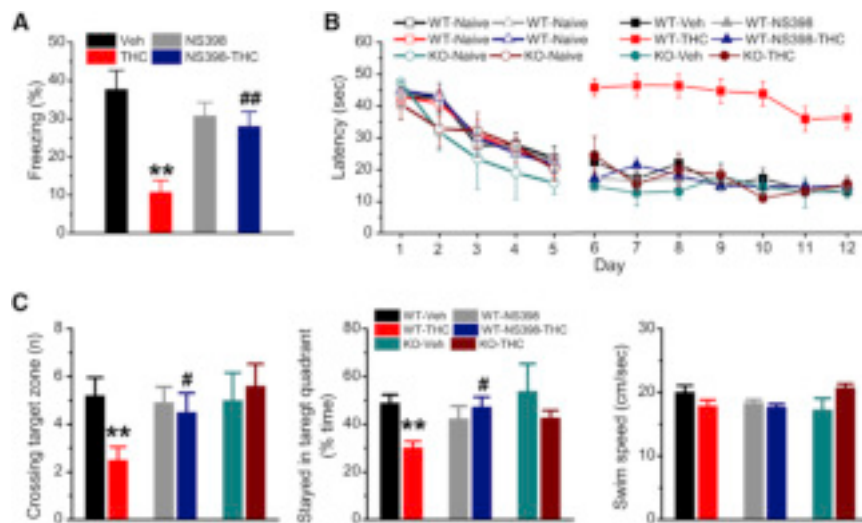 A
Veh NS398
THC NS398-THC
Freezing (%)
50
40
30
20
10
0
**
##
B
WT-Naive WT-Naive WT-Veh WT-NS398
WT-Naive WT-Naive WT-THC WT-NS398-THC
KO-Naive KO-Naive KO-Veh KO-THC
Latency (sec)
60
50
40
30
20
10
0
1 2 3 4 5 6 7 8 9 10 11 12
Day
C
Crossing target zone (n)
8
6
4
2
0
**
#
WT-Veh WT-NS398
WT-THC WT-NS398-THC
KO-Veh KO-THC
Stayed in taregt quadrant
(% time)
80
60
40
20
0
**
#
Swim speed (cm/sec)
30
20
10
0